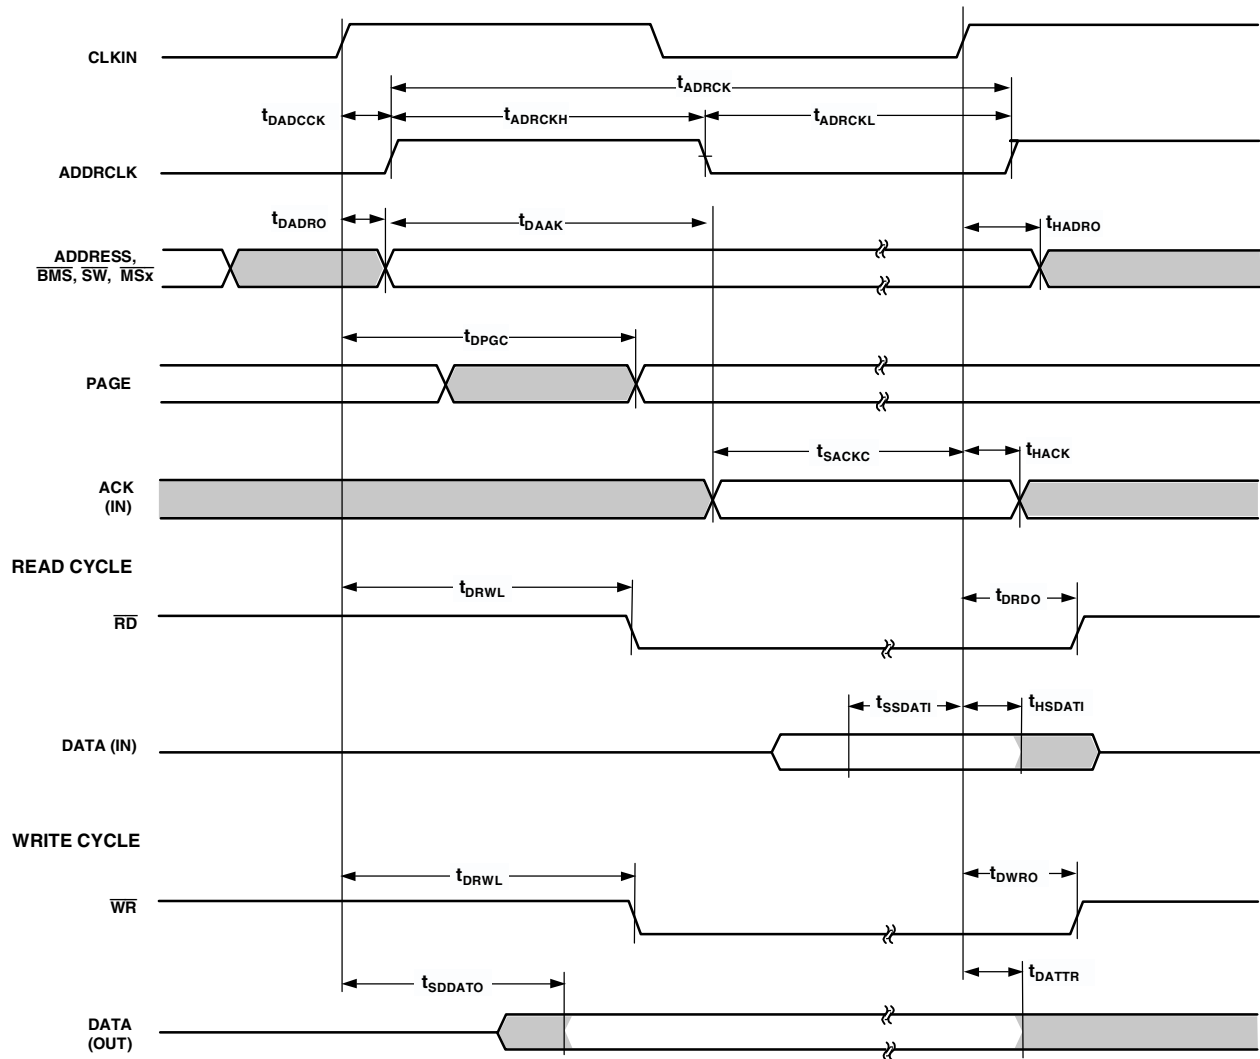 CLKIN
tADRCK
tDADCCK
tADRCKH
tADRCKL
ADDRCLK
tDADRO
tDAAK
tHADRO
ADDRESS,
BMS, SW, MSx
tDPGC
PAGE
tSACKC
tHACK
ACK
(IN)
READ CYCLE
tDRWL
tDRDO
RD
tSSDATI
tHSDATI
DATA (IN)
WRITE CYCLE
tDRWL
tDWRO
WR
tSDDATO
tDATTR
DATA
(OUT)